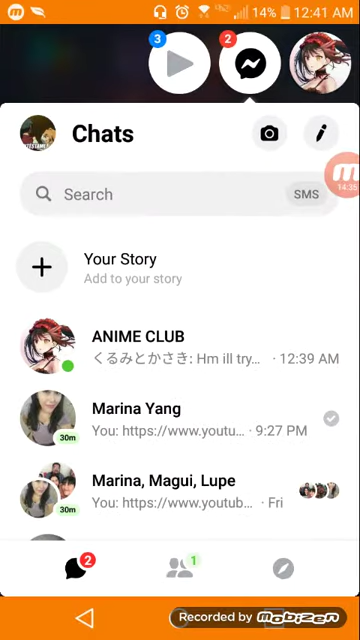 14% 12:41 AM
3
2
Chats
14:35
Search
SMS
Your Story
Add to your story
ANIME CLUB
くるみとかさき: Hm ill try... · 12:39 AM
Marina Yang
You: https://www.youtu... · 9:27 PM
30m
Marina, Magui, Lupe
You: https://www.youtub... · Fri
30m
2
1
Recorded by Mobizen